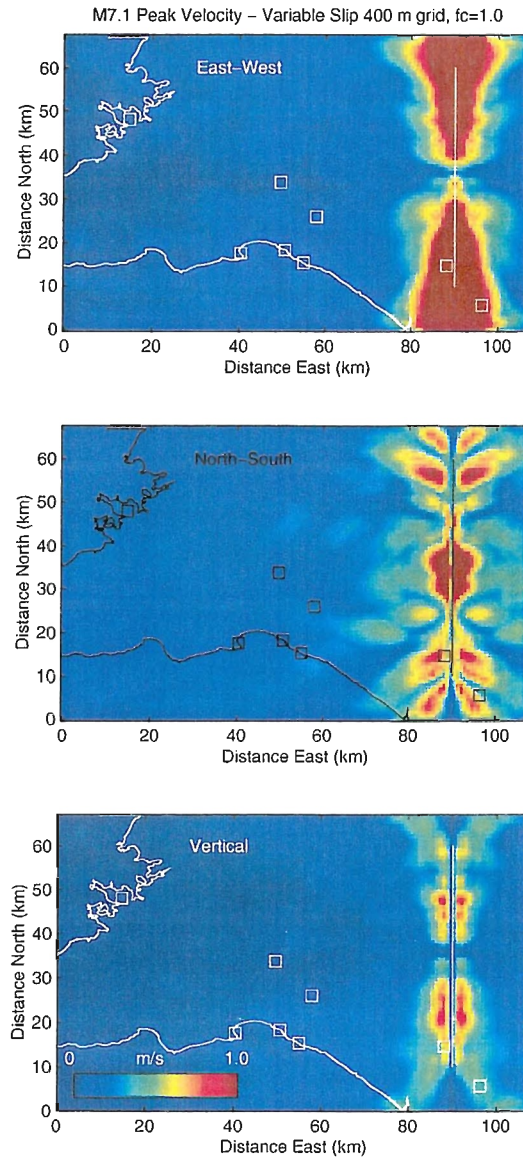 M7.1 Peak Velocity – Variable Slip 400 m grid, fc=1.0
East–West
Distance North (km)
60
50
40
30
20
10
0
0 20 40 60 80 100
Distance East (km)
North–South
Distance North (km)
60
50
40
30
20
10
0
0 20 40 60 80 100
Distance East (km)
Vertical
Distance North (km)
60
50
40
30
20
10
0
0 m/s 1.0
0 20 40 60 80 100
Distance East (km)